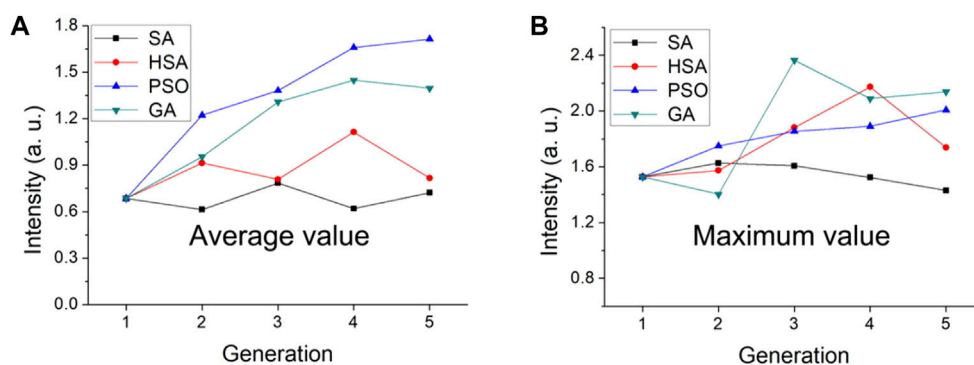 A
SA
HSA
PSO
GA
1.8
1.5
1.2
0.9
0.6
0.3
0.0
Intensity (a. u.)
Average value
1 2 3 4 5
Generation
B
SA
HSA
PSO
GA
2.4
2.0
1.6
1.2
0.8
Intensity (a. u.)
Maximum value
1 2 3 4 5
Generation